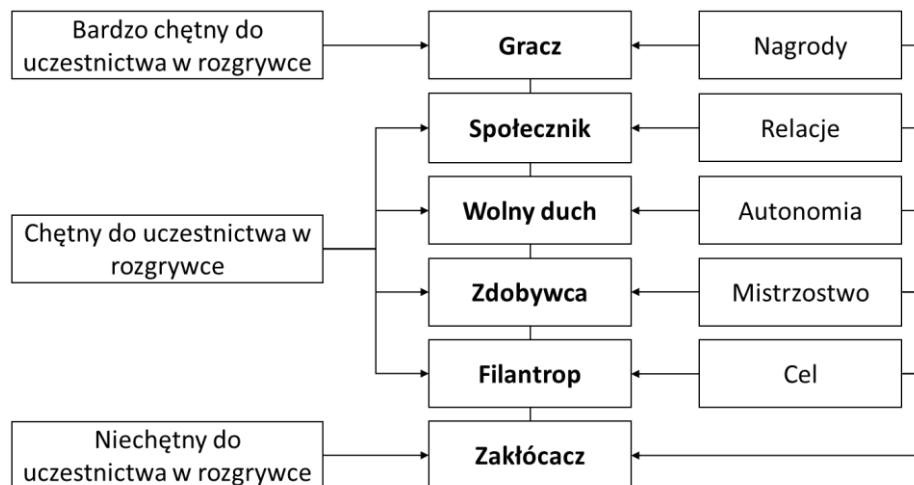 Bardzo chętny do
uczestnictwa w rozgrywce
Gracz
Nagrody
Społecznik
Relacje
Wolny duch
Autonomia
Chętny do uczestnictwa w
rozgrywce
Zdobywca
Mistrzostwo
Filantrop
Cel
Niechętny do
uczestnictwa w rozgrywce
Zakłócacz